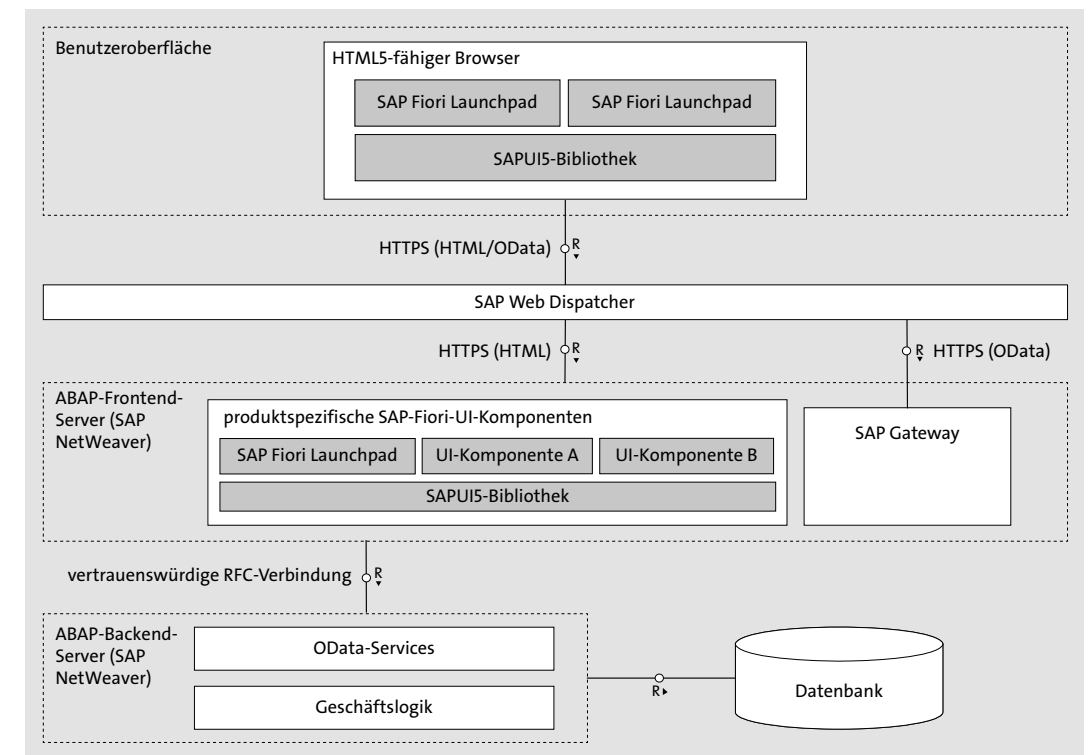 Benutzeroberfläche
HTML5-fähiger Browser
SAP Fiori Launchpad
SAP Fiori Launchpad
SAPUI5-Bibliothek
HTTPS (HTML/OData)
R
SAP Web Dispatcher
HTTPS (HTML)
R
R
HTTPS (OData)
ABAP-Frontend-
Server (SAP
NetWeaver)
produktspezifische SAP-Fiori-UI-Komponenten
SAP Fiori Launchpad
UI-Komponente A
UI-Komponente B
SAPUI5-Bibliothek
SAP Gateway
vertrauenswürdige RFC-Verbindung
R
ABAP-Backend-
Server (SAP
NetWeaver)
OData-Services
Geschäftslogik
R
Datenbank